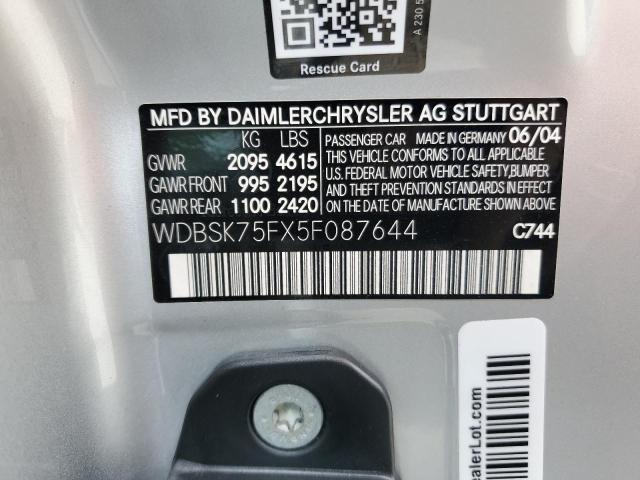 A 230 5
Rescue Card
MFD BY DAIMLERCHRYSLER AG STUTTGART
KG LBS
GVWR 2095 4615
GAWR FRONT 995 2195
GAWR REAR 1100 2420
PASSENGER CAR MADE IN GERMANY 06/04
THIS VEHICLE CONFORMS TO ALL APPLICABLE
U.S. FEDERAL MOTOR VEHICLE SAFETY,BUMPER
AND THEFT PREVENTION STANDARDS IN EFFECT
ON THE DATE OF MANUFACTURE SHOWN ABOVE
WDBSK75FX5F087644 C744
ealerLot.com